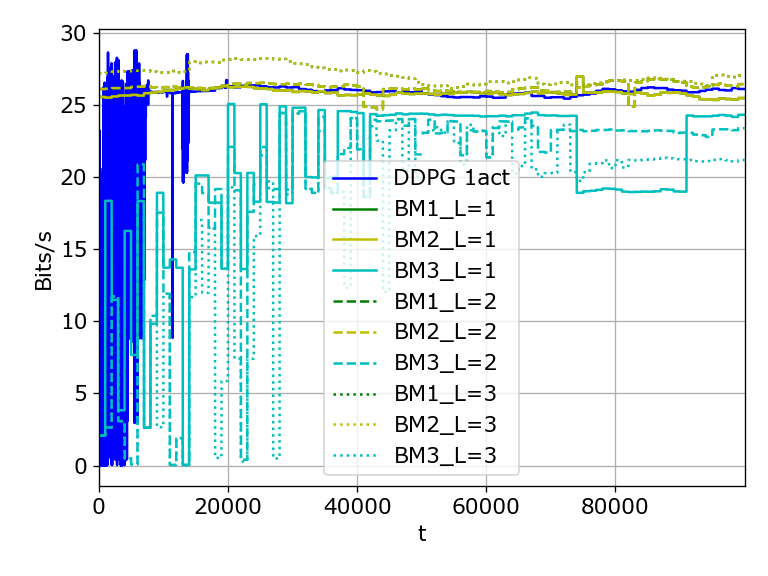 30
25
20
15
10
5
0
Bits/s
0 20000 40000 60000 80000
t
DDPG 1act
BM1_L=1
BM2_L=1
BM3_L=1
BM1_L=2
BM2_L=2
BM3_L=2
BM1_L=3
BM2_L=3
BM3_L=3